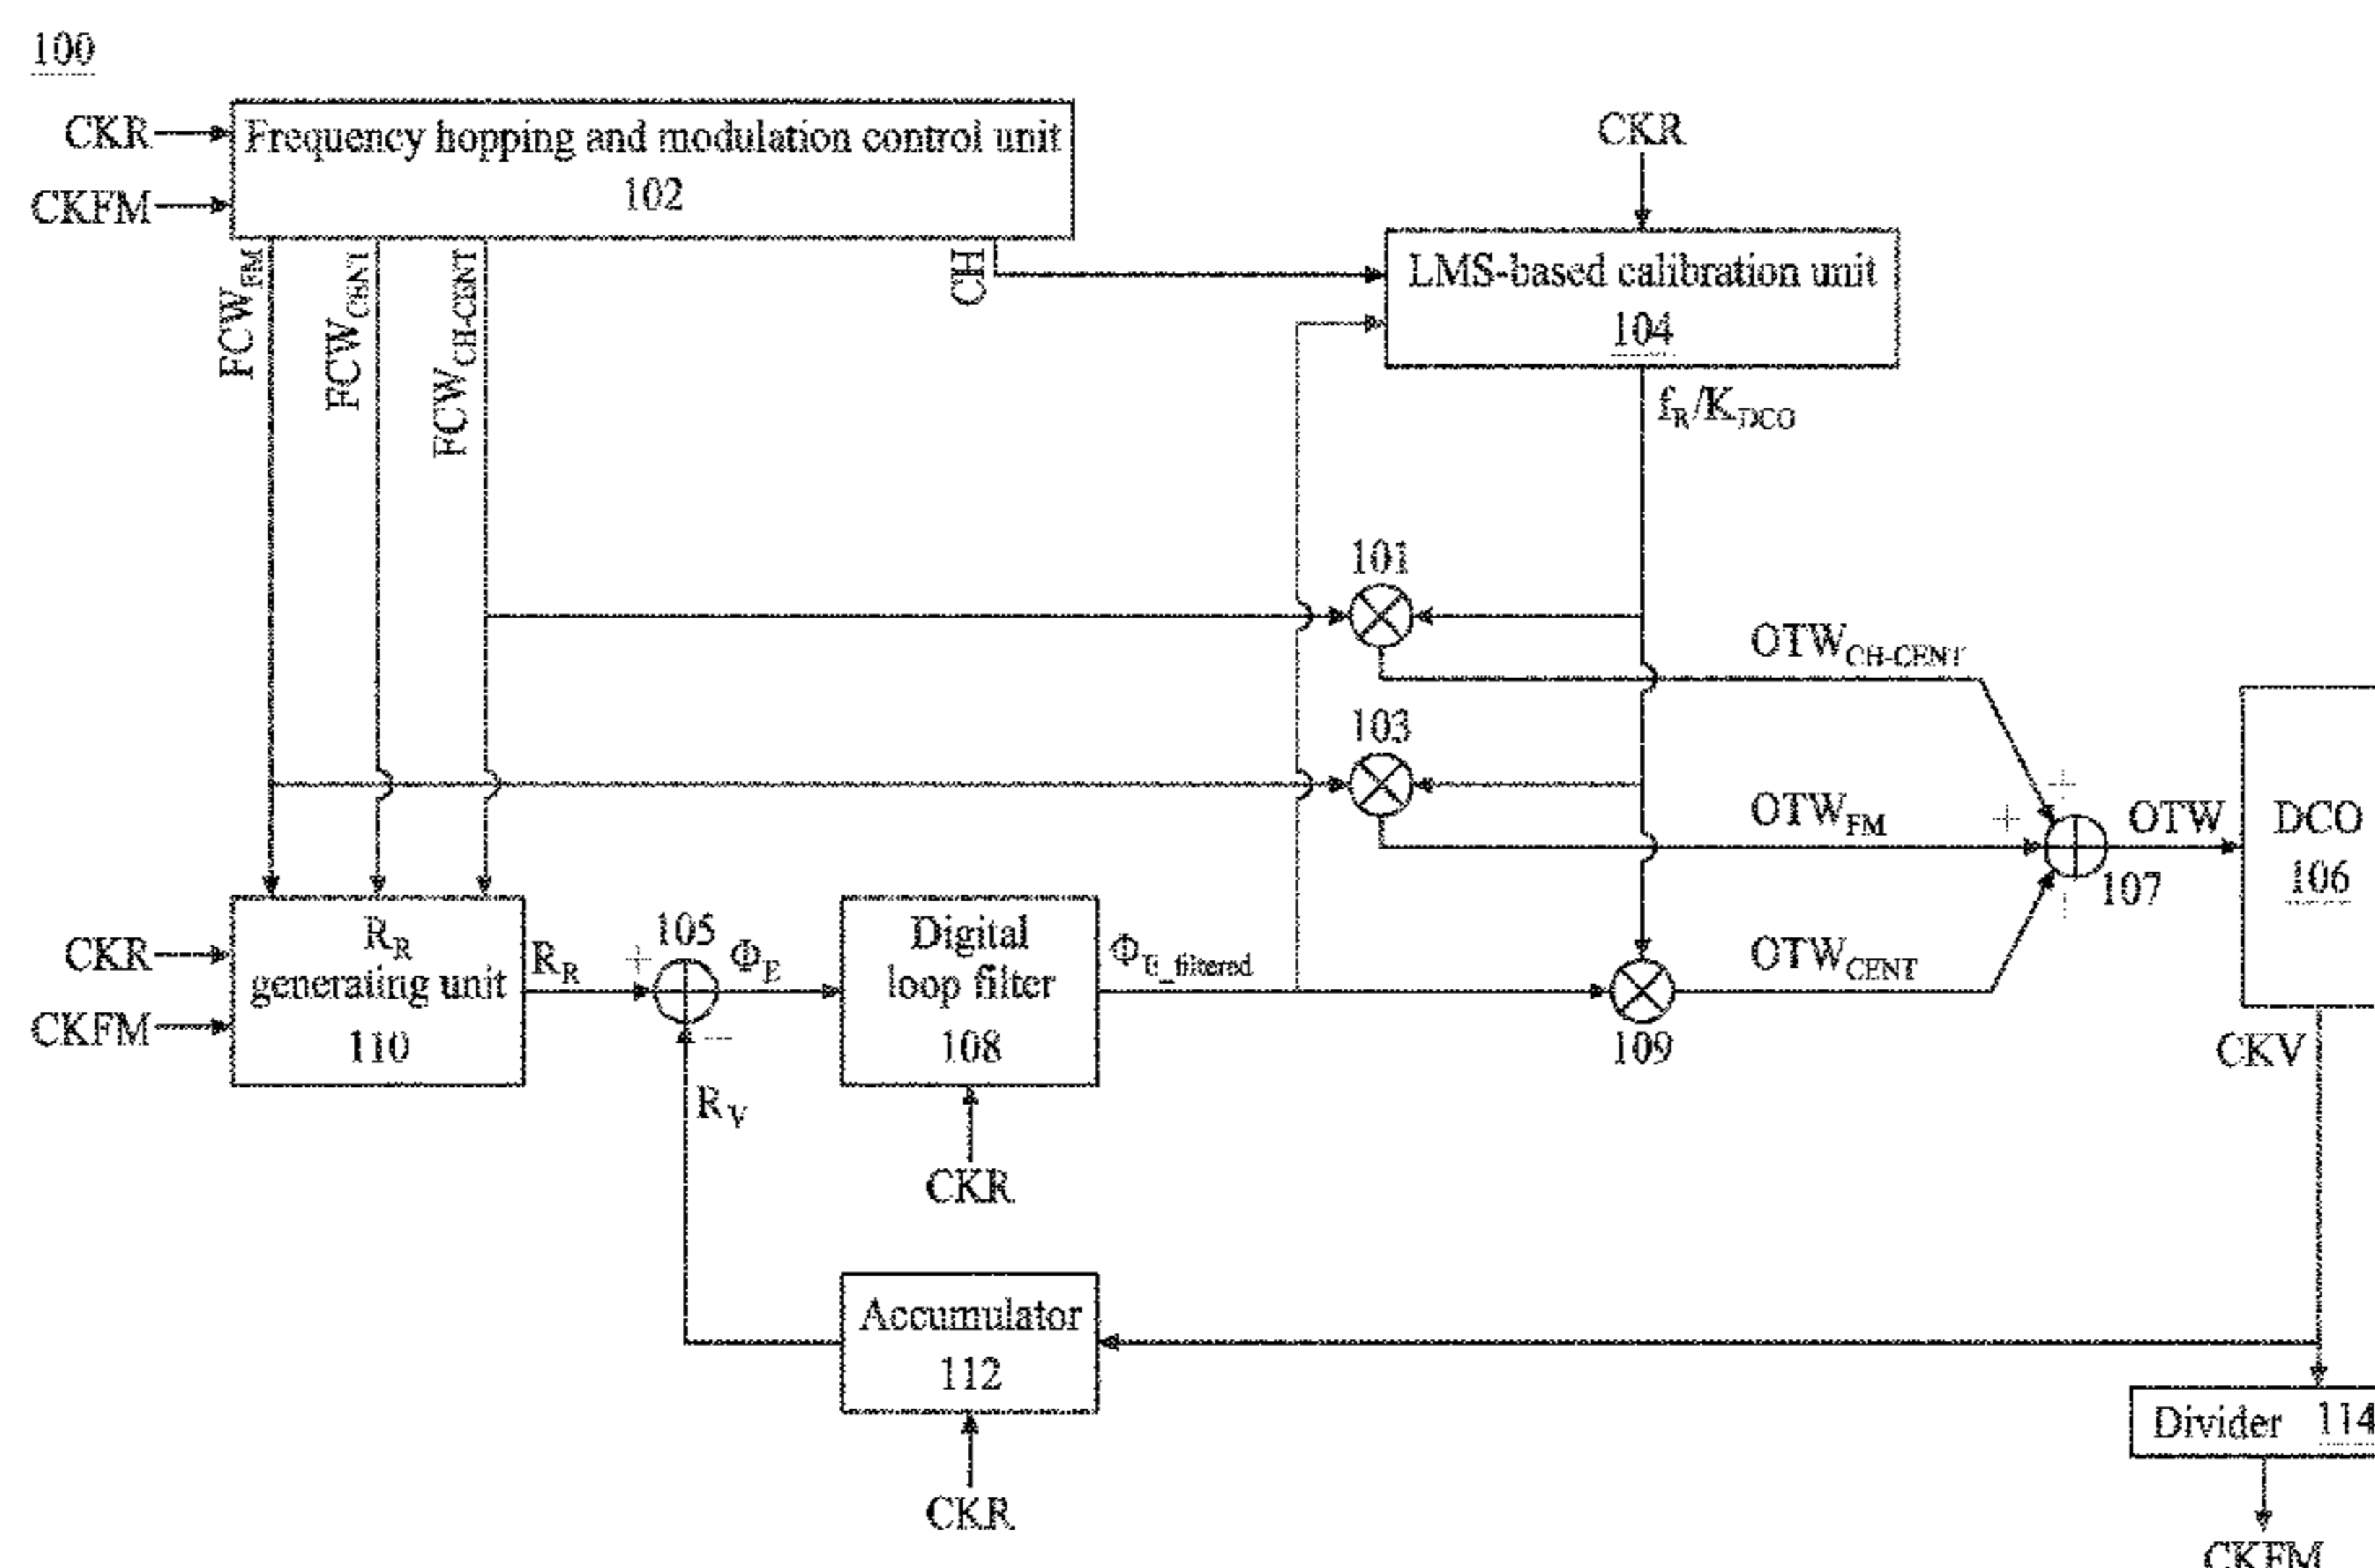 100
CKR
CKFM
Frequency hopping and modulation control unit
102
CKR
FCW_FM
FCW_CENT
FCW_CH-CENT
CH
LMS-based calibration unit
104
f_R/K_DCO
101
OTW_CH-CENT
103
+
OTW_FM
+
OTW
DCO
106
107
CKR
CKFM
R_R
generating unit
110
R_R
+
105
Φ_E
Digital
loop filter
108
Φ_E_filtered
OTW_CENT
109
CKV
−
R_V
CKR
Accumulator
112
CKR
Divider 114
CKFM